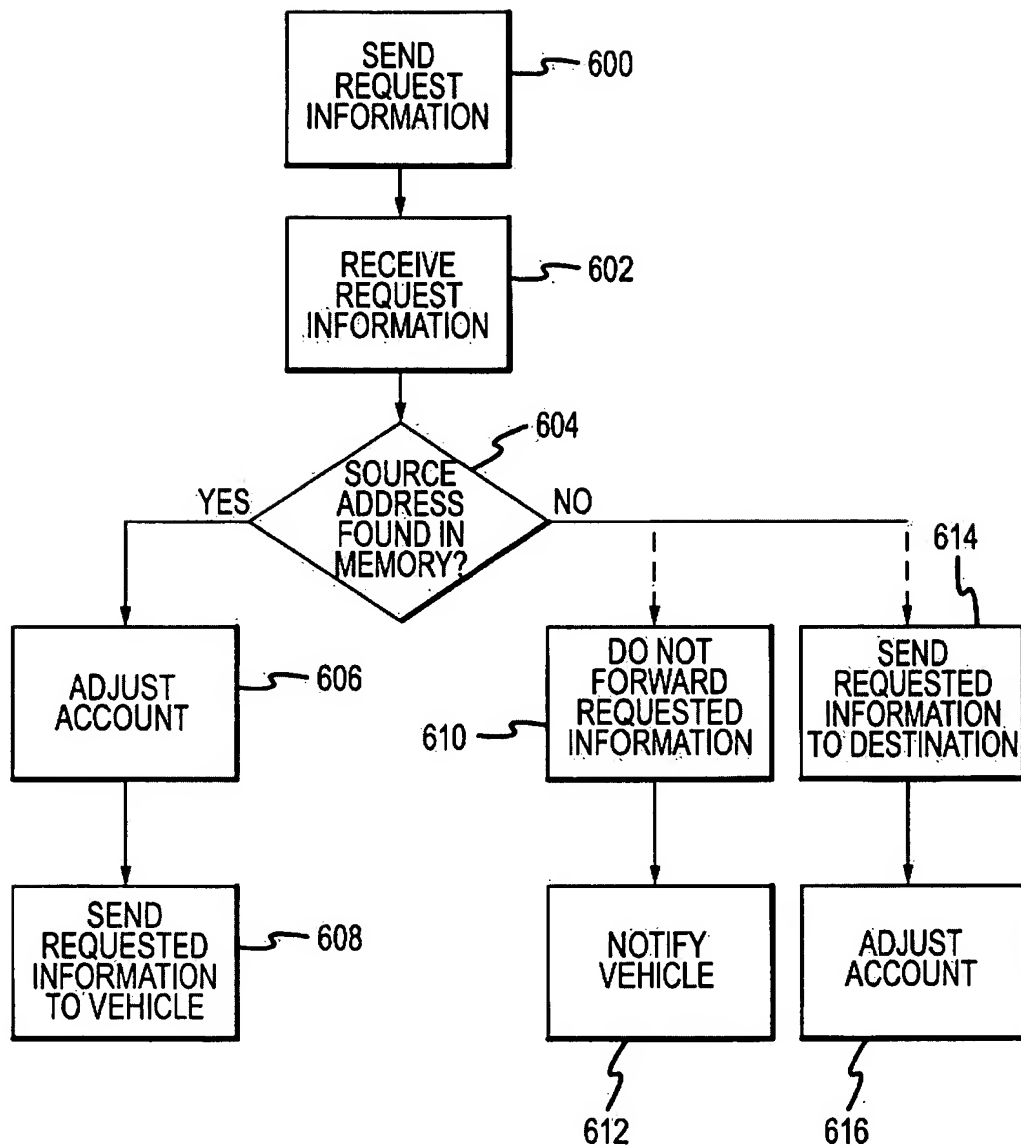 SEND
REQUEST
INFORMATION
600
RECEIVE
REQUEST
INFORMATION
602
604
SOURCE
ADDRESS
FOUND IN
MEMORY?
YES
NO
614
ADJUST
ACCOUNT
606
DO NOT
FORWARD
REQUESTED
INFORMATION
610
SEND
REQUESTED
INFORMATION
TO DESTINATION
SEND
REQUESTED
INFORMATION
TO VEHICLE
608
NOTIFY
VEHICLE
ADJUST
ACCOUNT
612
616